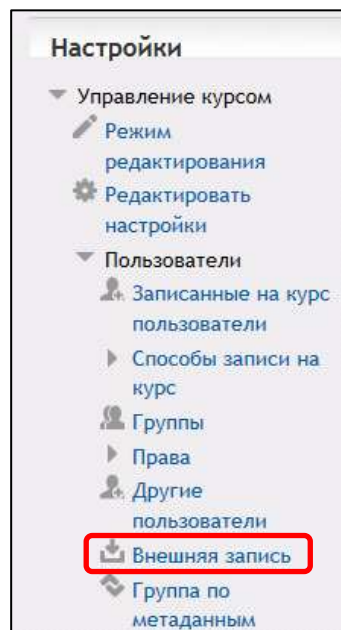 Настройки
Управление курсом
Режим
редактирования
Редактировать
настройки
Пользователи
Записанные на курс
пользователи
Способы записи на
курс
Группы
Права
Другие
пользователи
Внешняя запись
Группа по
метаданным